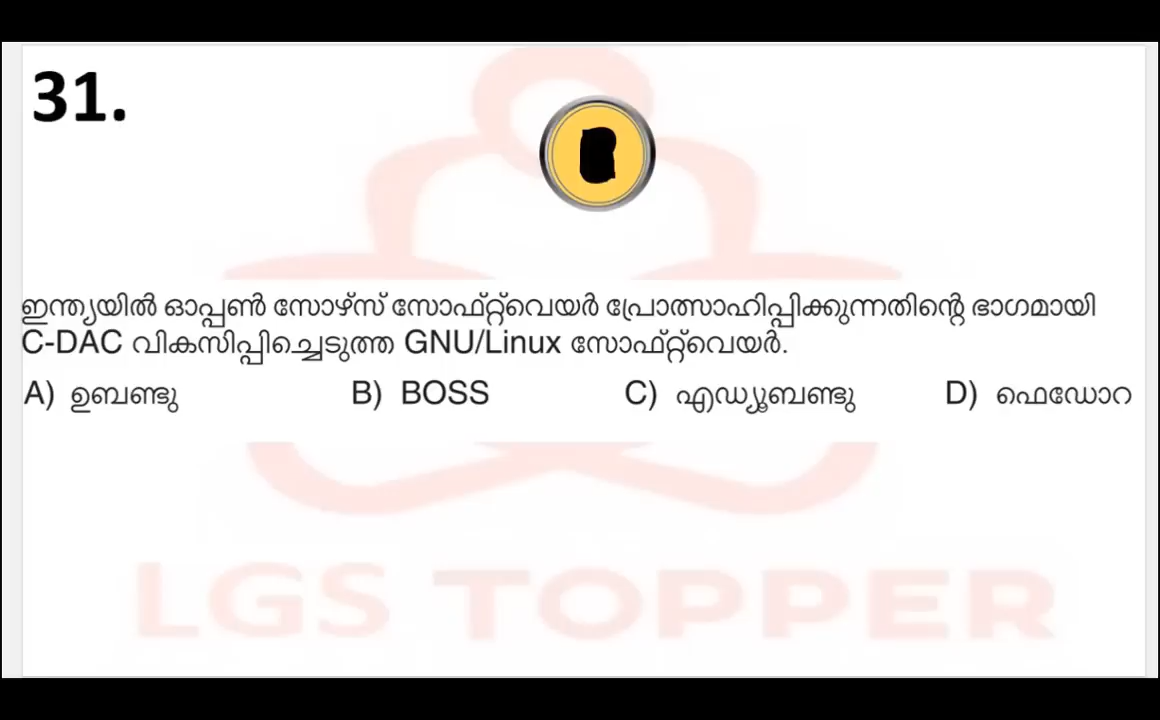 31.
ഇന്ത്യയിൽ ഓപ്പൺ സോഴ്സ് സോഫ്റ്റ്‌വെയർ പ്രോത്സാഹിപ്പിക്കുന്നതിന്റെ ഭാഗമായി
C-DAC വികസിപ്പിച്ചെടുത്ത GNU/Linux സോഫ്റ്റ്‌വെയർ.
A) ഉബണ്ടു B) BOSS C) എഡ്യൂബണ്ടു D) ഫെഡോറ
LGS TOPPER